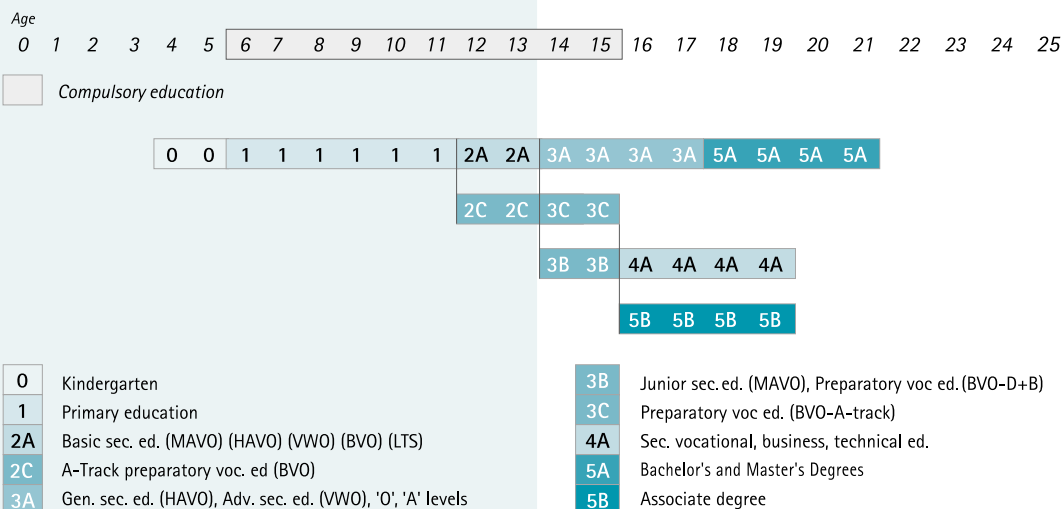 Age
0 1 2 3 4 5 6 7 8 9 10 11 12 13 14 15 16 17 18 19 20 21 22 23 24 25
Compulsory education
0 0 1 1 1 1 1 1 2A 2A 3A 3A 3A 3A 5A 5A 5A 5A
2C 2C 3C 3C
3B 3B 4A 4A 4A 4A
5B 5B 5B 5B
0 Kindergarten
1 Primary education
2A Basic sec. ed. (MAVO) (HAVO) (VWO) (BVO) (LTS)
2C A-Track preparatory voc. ed (BVO)
3A Gen. sec. ed. (HAVO), Adv. sec. ed. (VWO), 'O', 'A' levels
3B Junior sec. ed. (MAVO), Preparatory voc ed. (BVO-D+B)
3C Preparatory voc ed. (BVO-A-track)
4A Sec. vocational, business, technical ed.
5A Bachelor's and Master's Degrees
5B Associate degree